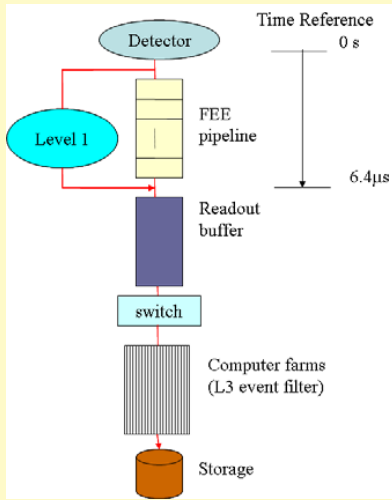 Time Reference
Detector
0 s
FEE
pipeline
Level 1
6.4µs
Readout
buffer
switch
Computer farms
(L3 event filter)
Storage